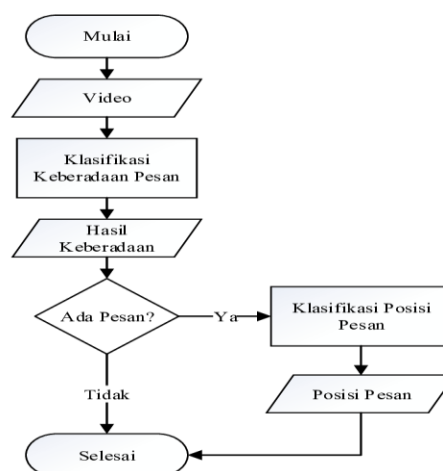 Mulai
Video
Klasifikasi
Keberadaan Pesan
Hasil
Keberadaan
Ada Pesan?
Ya
Klasifikasi Posisi
Pesan
Tidak
Posisi Pesan
Selesai